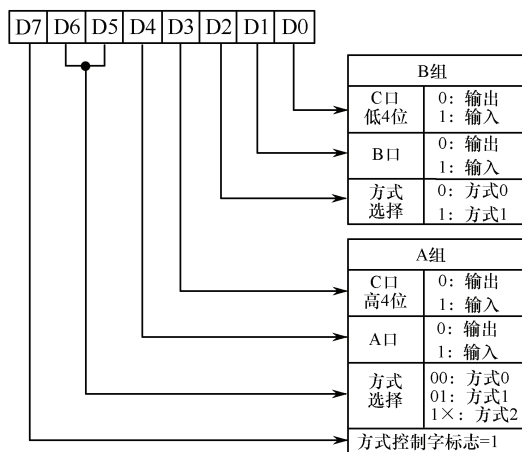 D7 D6 D5 D4 D3 D2 D1 D0
B组
C口
低4位
0：输出
1：输入
B口
0：输出
1：输入
方式
选择
0：方式0
1：方式1
A组
C口
高4位
0：输出
1：输入
A口
0：输出
1：输入
方式
选择
00：方式0
01：方式1
1×：方式2
方式控制字标志=1